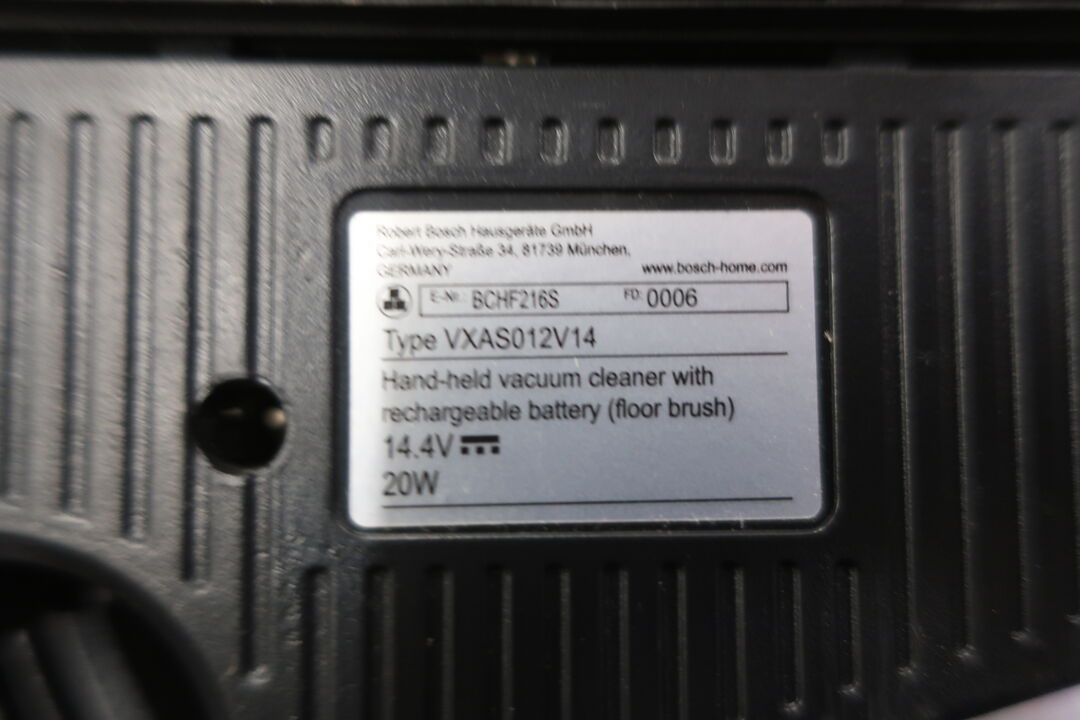 Robert Bosch Hausgeräte GmbH
Carl-Wery-Straße 34, 81739 München,
GERMANY www.bosch-home.com
E-Nr.: BCHF216S FD: 0006
Type VXAS012V14
Hand-held vacuum cleaner with
rechargeable battery (floor brush)
14.4V
20W